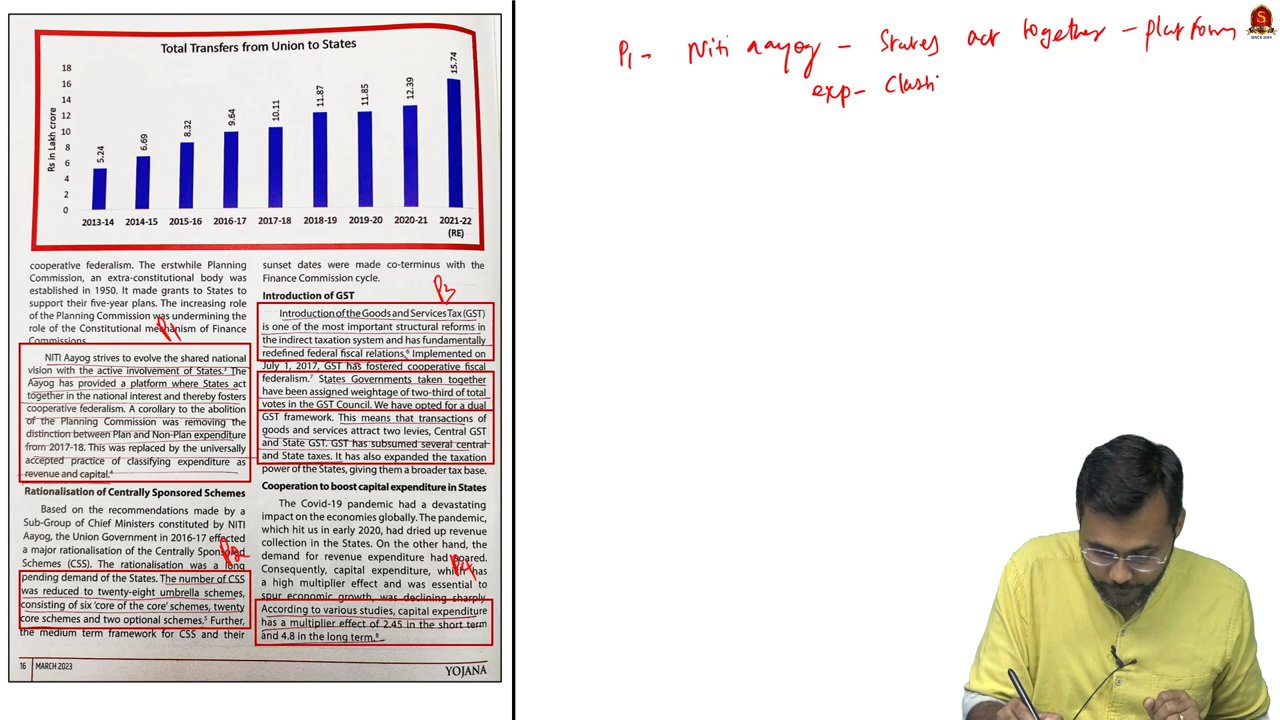 Total Transfers from Union to States
Rs in Lakh crore
18
16
14
12
10
8
6
4
2
0
5.24
6.69
8.32
9.64
10.11
11.87
11.85
12.39
15.74
2013-14 2014-15 2015-16 2016-17 2017-18 2018-19 2019-20 2020-21 2021-22
(RE)
cooperative federalism. The erstwhile Planning
Commission, an extra-constitutional body was
established in 1950. It made grants to States to
support their five-year plans. The increasing role
of the Planning Commission was undermining the
role of the Constitutional mechanism of Finance
Commissions.
P1
NITI Aayog strives to evolve the shared national
vision with the active involvement of States.³ The
Aayog has provided a platform where States act
together in the national interest and thereby fosters
cooperative federalism. A corollary to the abolition
of the Planning Commission was removing the
distinction between Plan and Non-Plan expenditure
from 2017-18. This was replaced by the universally
accepted practice of classifying expenditure as
revenue and capital.⁴
Rationalisation of Centrally Sponsored Schemes
Based on the recommendations made by a
Sub-Group of Chief Ministers constituted by NITI
Aayog, the Union Government in 2016-17 effected
a major rationalisation of the Centrally Sponsored
Schemes (CSS). The rationalisation was a long
P2
pending demand of the States. The number of CSS
was reduced to twenty-eight umbrella schemes,
consisting of six 'core of the core' schemes, twenty
core schemes and two optional schemes.⁵ Further,
the medium term framework for CSS and their
sunset dates were made co-terminus with the
Finance Commission cycle.
P3
Introduction of GST
Introduction of the Goods and Services Tax (GST)
is one of the most important structural reforms in
the indirect taxation system and has fundamentally
redefined federal fiscal relations.⁶ Implemented on
July 1, 2017, GST has fostered cooperative fiscal
federalism.⁷ States Governments taken together
have been assigned weightage of two-third of total
votes in the GST Council. We have opted for a dual
GST framework. This means that transactions of
goods and services attract two levies, Central GST
and State GST. GST has subsumed several central
and State taxes. It has also expanded the taxation
power of the States, giving them a broader tax base.
Cooperation to boost capital expenditure in States
The Covid-19 pandemic had a devastating
impact on the economies globally. The pandemic,
which hit us in early 2020, had dried up revenue
collection in the States. On the other hand, the
demand for revenue expenditure had soared.
Consequently, capital expenditure, which has
P4
a high multiplier effect and was essential to
spur economic growth, was declining sharply.
According to various studies, capital expenditure
has a multiplier effect of 2.45 in the short term
and 4.8 in the long term.⁸
16 MARCH 2023
YOJANA
P1 - Niti aayog - States act together - platform
exp - Clasi
S
SINCE 2004